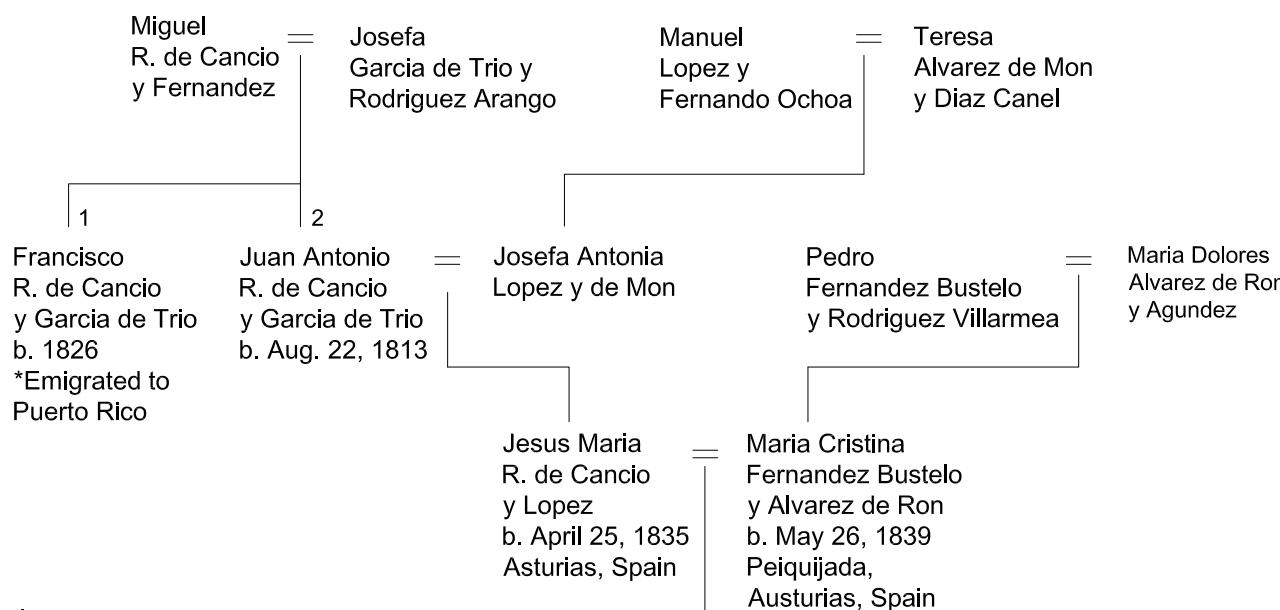 Miguel
R. de Cancio
y Fernandez
Josefa
Garcia de Trio y
Rodriguez Arango
Manuel
Lopez y
Fernando Ochoa
Teresa
Alvarez de Mon
y Diaz Canel
1
2
Francisco
R. de Cancio
y Garcia de Trio
b. 1826
*Emigrated to
Puerto Rico
Juan Antonio
R. de Cancio
y Garcia de Trio
b. Aug. 22, 1813
Josefa Antonia
Lopez y de Mon
Pedro
Fernandez Bustelo
y Rodriguez Villarmea
Maria Dolores
Alvarez de Ron
y Agundez
Jesus Maria
R. de Cancio
y Lopez
b. April 25, 1835
Asturias, Spain
Maria Cristina
Fernandez Bustelo
y Alvarez de Ron
b. May 26, 1839
Peiquijada,
Austurias, Spain